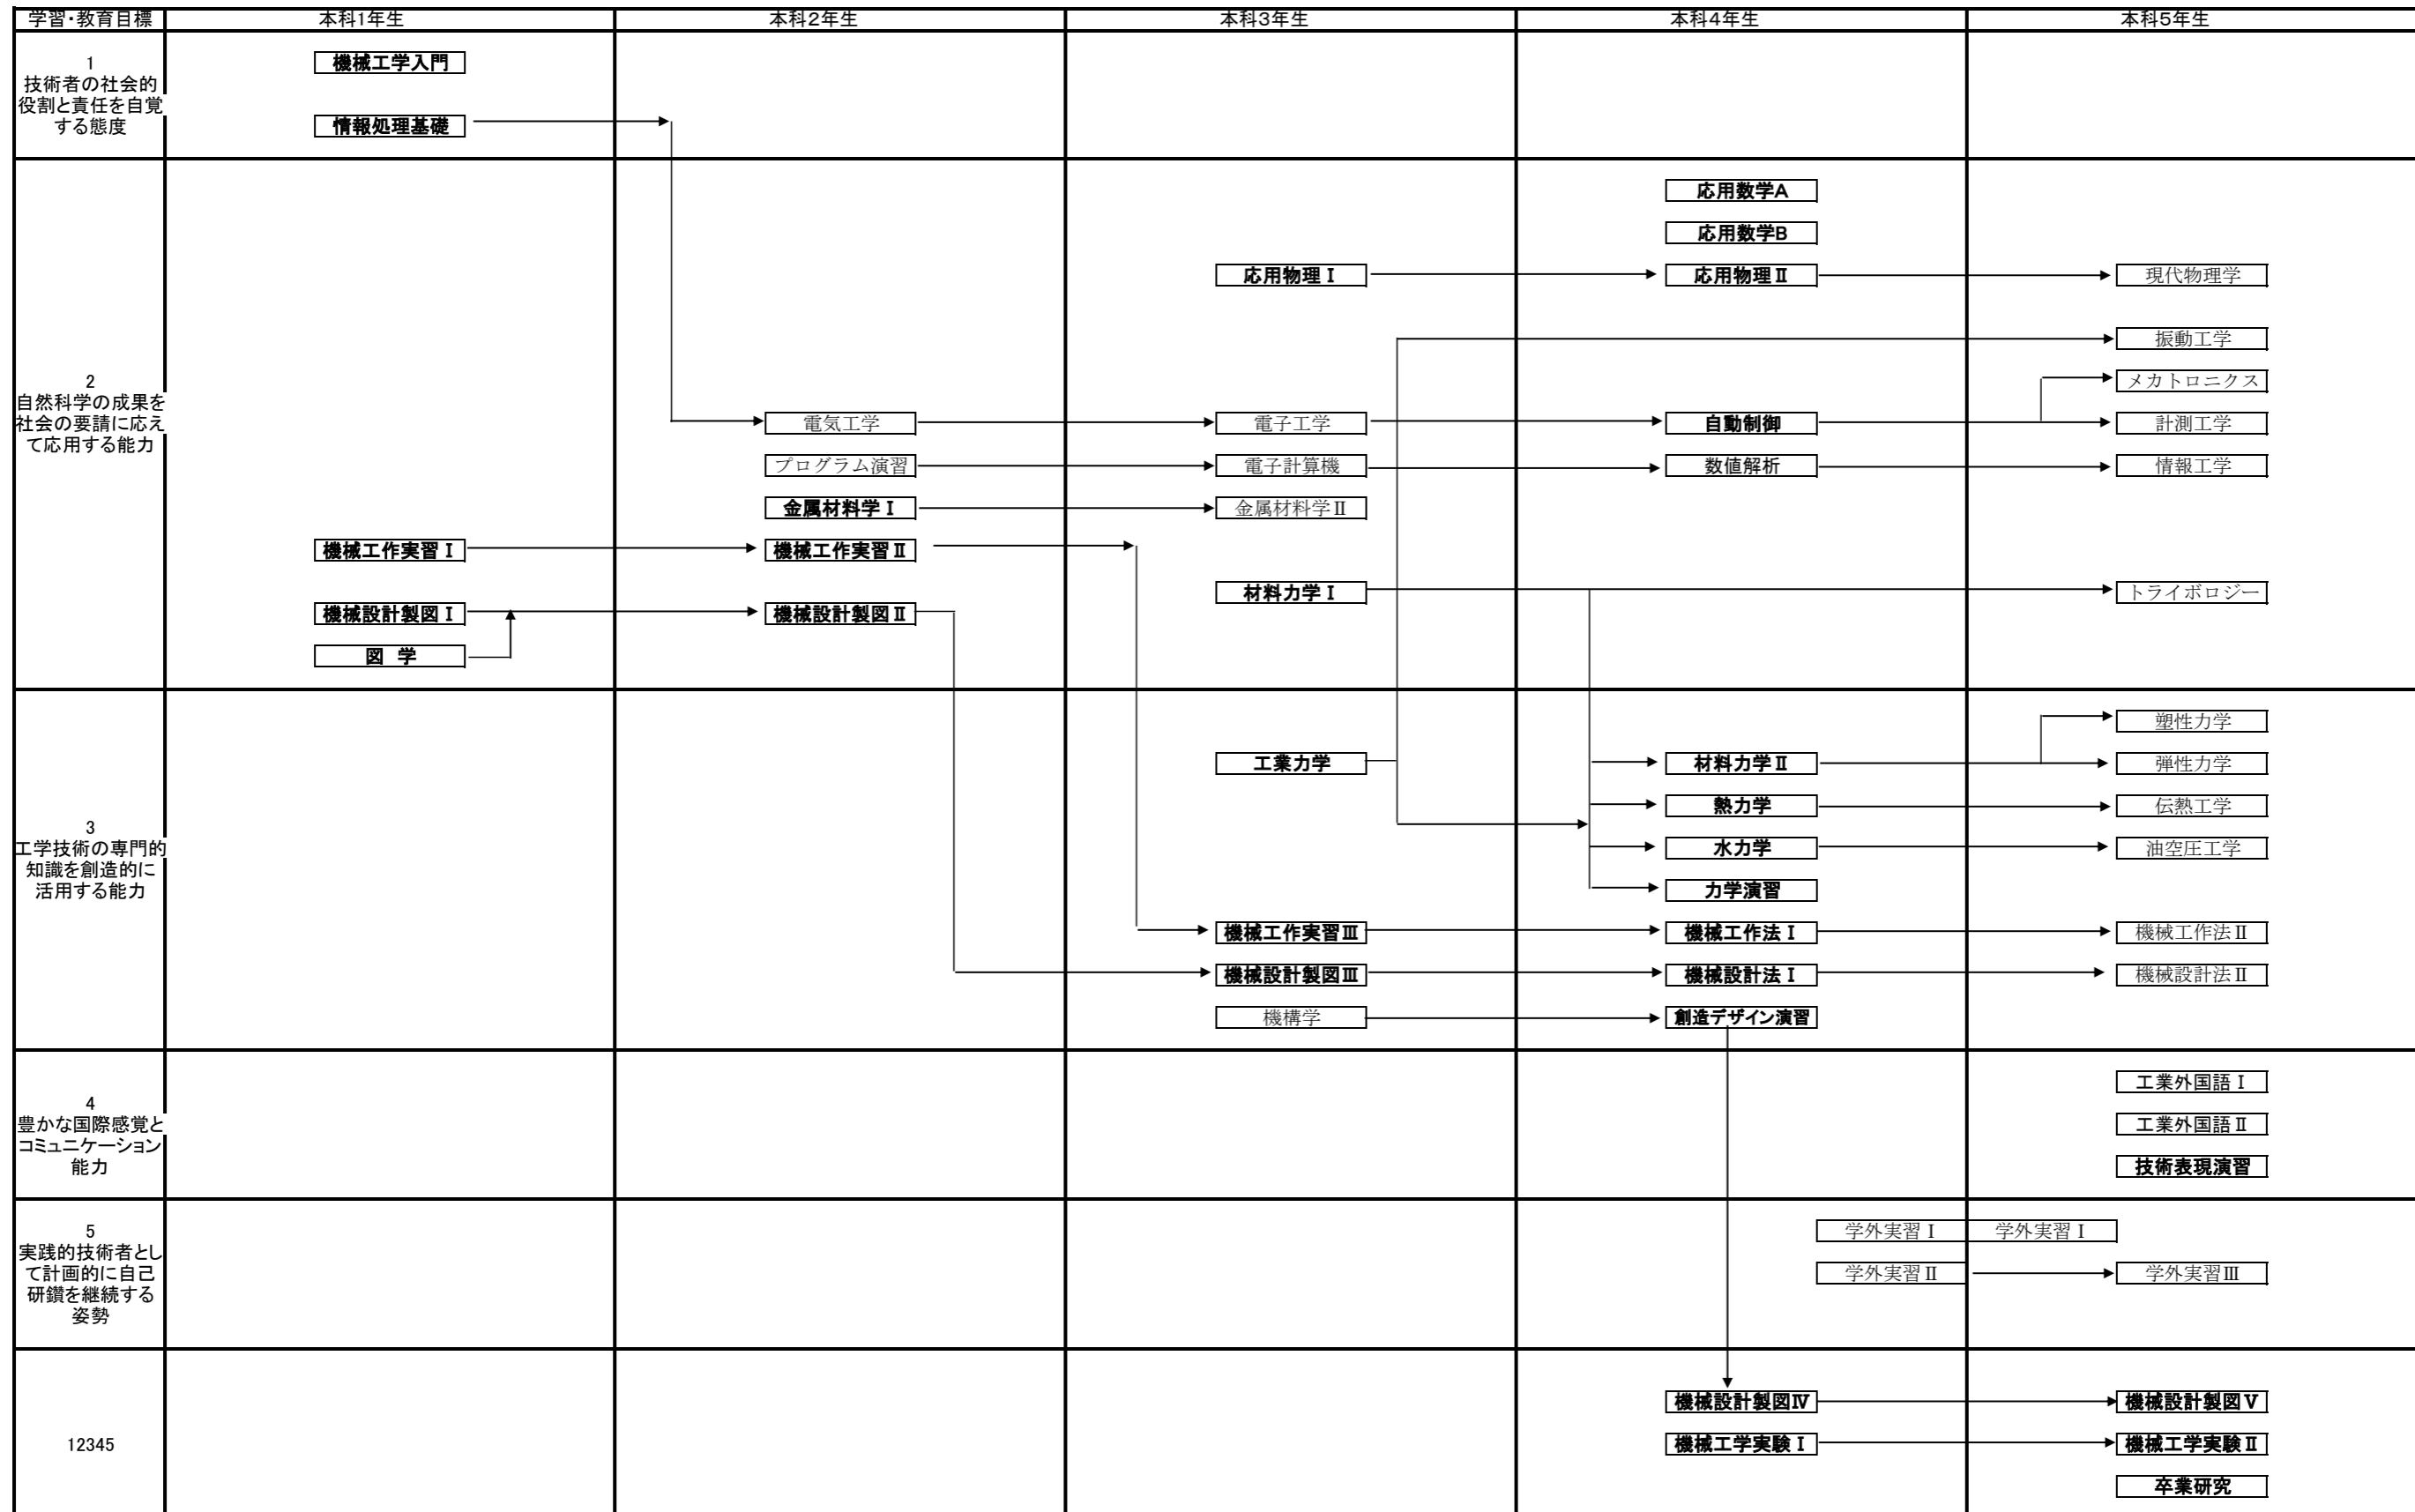 学習・教育目標 本科1年生 本科2年生 本科3年生 本科4年生 本科5年生
1
技術者の社会的
役割と責任を自覚
する態度
機械工学入門
情報処理基礎
2
自然科学の成果を
社会の要請に応え
て応用する能力
応用数学A
応用数学B
応用物理Ⅰ 応用物理Ⅱ 現代物理学
振動工学
メカトロニクス
電気工学 電子工学 自動制御 計測工学
プログラム演習 電子計算機 数値解析 情報工学
金属材料学Ⅰ 金属材料学Ⅱ
機械工作実習Ⅰ 機械工作実習Ⅱ
材料力学Ⅰ トライボロジー
機械設計製図Ⅰ 機械設計製図Ⅱ
図 学
3
工学技術の専門的
知識を創造的に
活用する能力
塑性力学
工業力学 材料力学Ⅱ 弾性力学
熱力学 伝熱工学
水力学 油空圧工学
力学演習
機械工作実習Ⅲ 機械工作法Ⅰ 機械工作法Ⅱ
機械設計製図Ⅲ 機械設計法Ⅰ 機械設計法Ⅱ
機構学 創造デザイン演習
4
豊かな国際感覚と
コミュニケーション
能力
工業外国語Ⅰ
工業外国語Ⅱ
技術表現演習
5
実践的技術者とし
て計画的に自己
研鑽を継続する
姿勢
学外実習Ⅰ 学外実習Ⅰ
学外実習Ⅱ 学外実習Ⅲ
12345
機械設計製図Ⅳ 機械設計製図Ⅴ
機械工学実験Ⅰ 機械工学実験Ⅱ
卒業研究